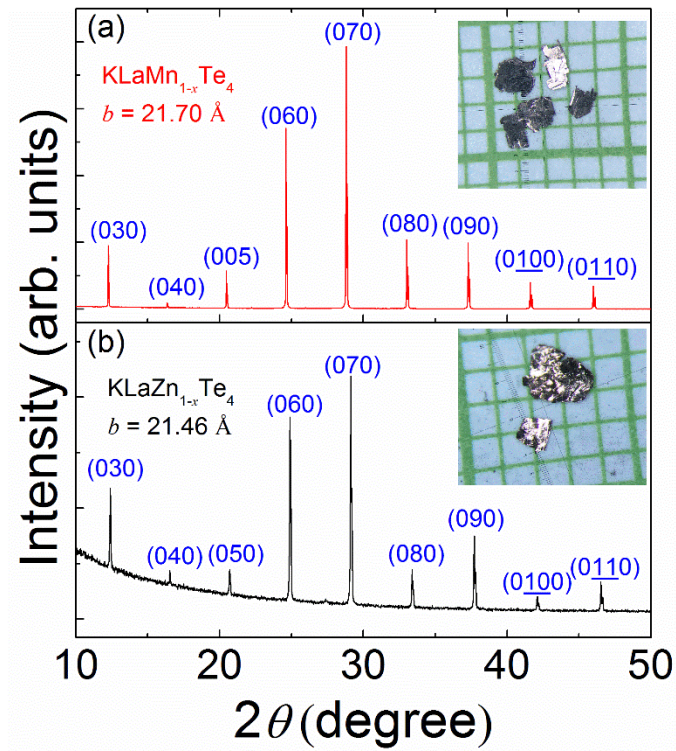 (a)
KLaMn₁₋ₓTe₄
b = 21.70 Å
(030)
(040)
(005)
(060)
(070)
(080)
(090)
(0100)
(0110)
(b)
KLaZn₁₋ₓTe₄
b = 21.46 Å
(030)
(040)
(050)
(060)
(070)
(080)
(090)
(0100)
(0110)
Intensity (arb. units)
10 20 30 40 50
2θ (degree)